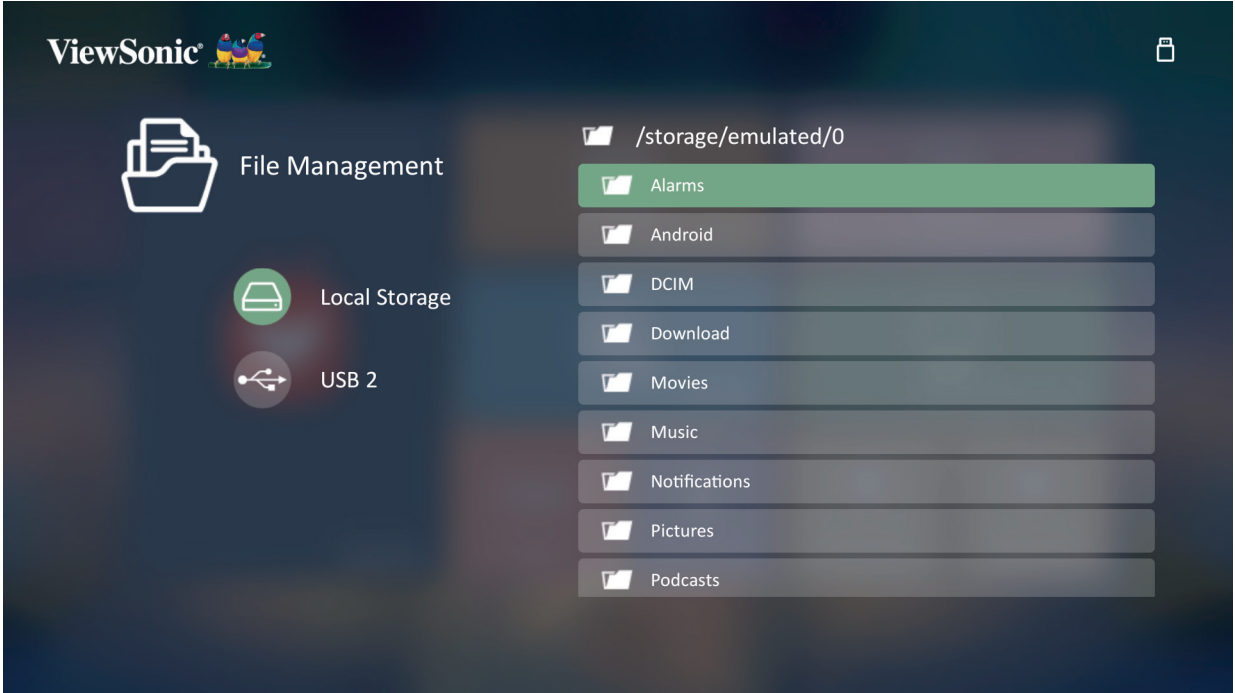 ViewSonic®
File Management
Local Storage
USB 2
/storage/emulated/0
Alarms
Android
DCIM
Download
Movies
Music
Notifications
Pictures
Podcasts